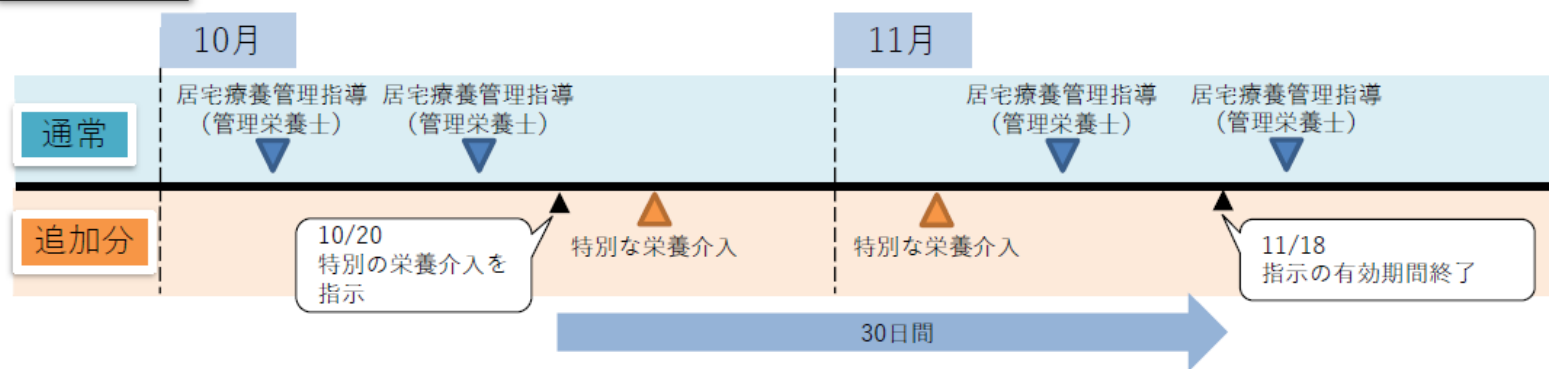 10月
11月
通常
居宅療養管理指導
（管理栄養士）
居宅療養管理指導
（管理栄養士）
居宅療養管理指導
（管理栄養士）
居宅療養管理指導
（管理栄養士）
追加分
10/20
特別の栄養介入を
指示
特別な栄養介入
特別な栄養介入
11/18
指示の有効期間終了
30日間